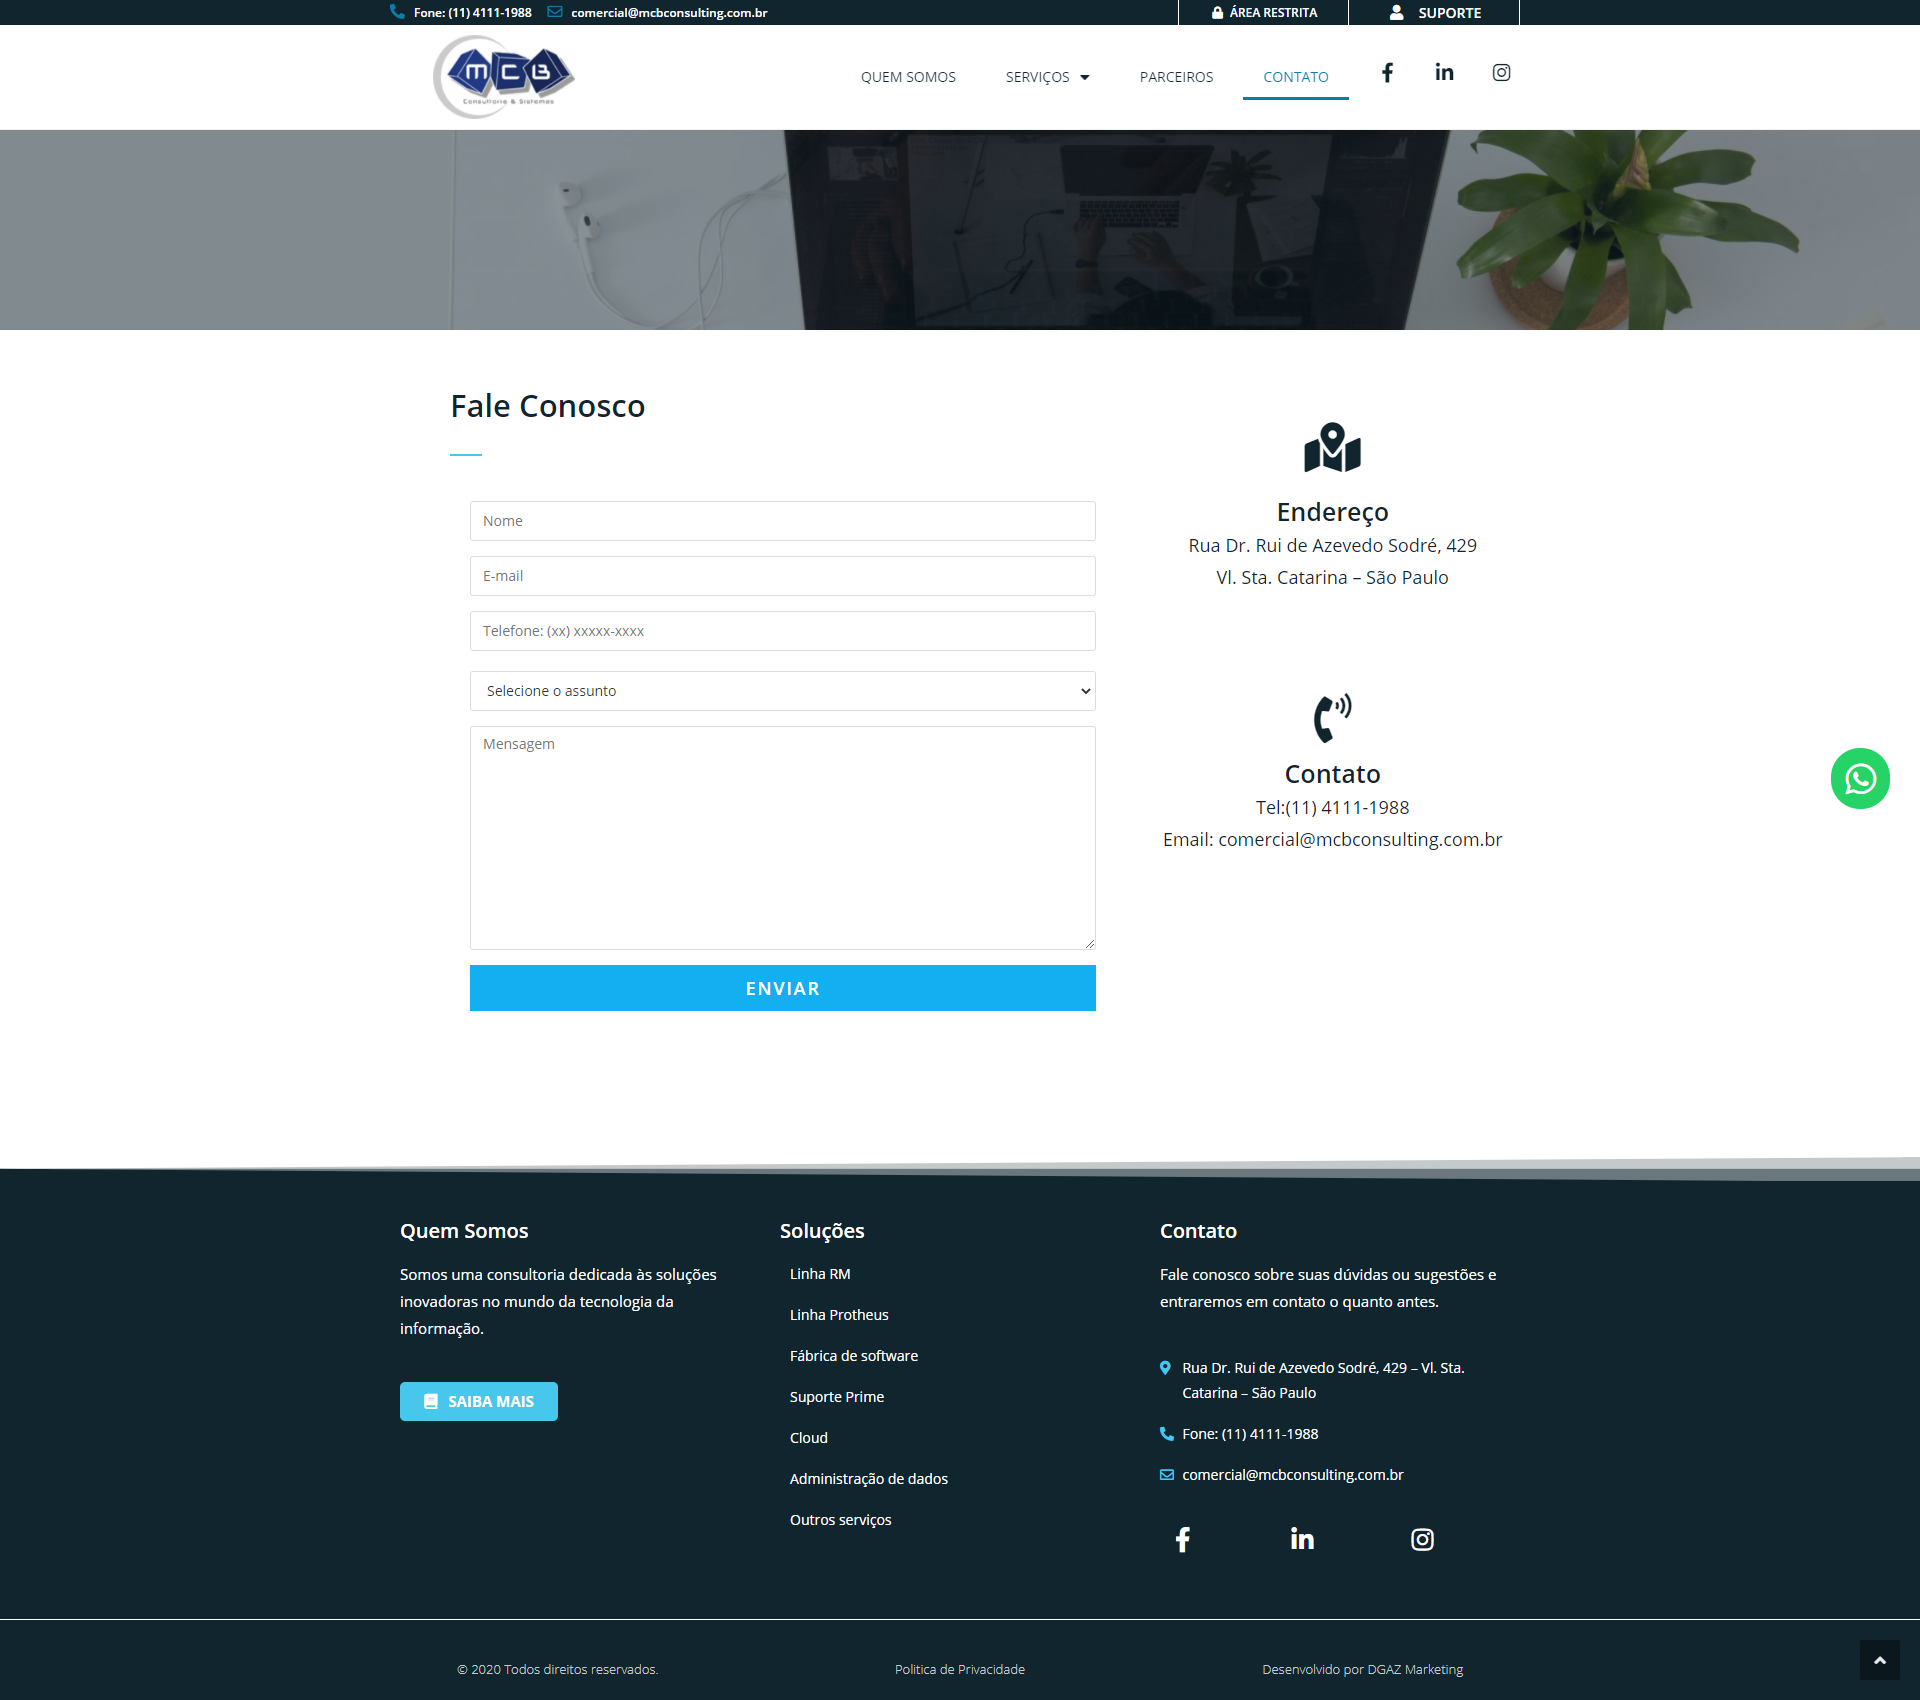 Fone: (11) 4111-1988
comercial@mcbconsulting.com.br
ÁREA RESTRITA
SUPORTE
MCB
Consultoria & Sistemas
QUEM SOMOS
SERVIÇOS
PARCEIROS
CONTATO
Fale Conosco
Nome
E-mail
Telefone: (xx) xxxxx-xxxx
Selecione o assunto
Mensagem
ENVIAR
Endereço
Rua Dr. Rui de Azevedo Sodré, 429
Vl. Sta. Catarina – São Paulo
Contato
Tel:(11) 4111-1988
Email: comercial@mcbconsulting.com.br
Quem Somos
Somos uma consultoria dedicada às soluções
inovadoras no mundo da tecnologia da
informação.
SAIBA MAIS
Soluções
Linha RM
Linha Protheus
Fábrica de software
Suporte Prime
Cloud
Administração de dados
Outros serviços
Contato
Fale conosco sobre suas dúvidas ou sugestões e
entraremos em contato o quanto antes.
Rua Dr. Rui de Azevedo Sodré, 429 – Vl. Sta.
Catarina – São Paulo
Fone: (11) 4111-1988
comercial@mcbconsulting.com.br
© 2020 Todos direitos reservados.
Politica de Privacidade
Desenvolvido por DGAZ Marketing